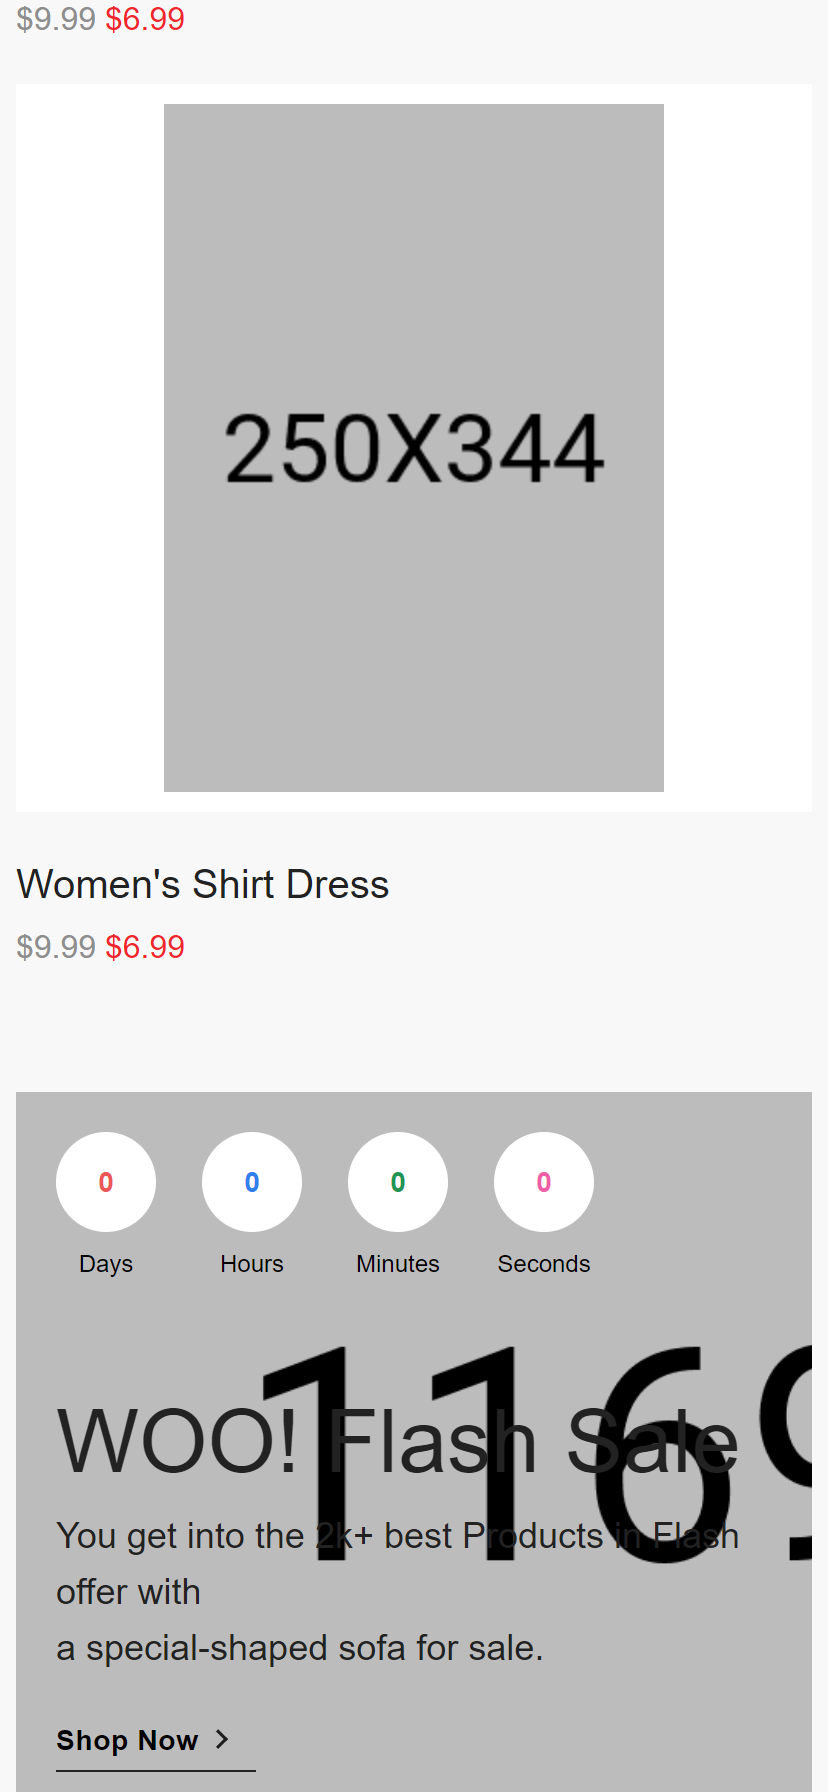 $9.99 $6.99
250X344
Women's Shirt Dress
$9.99 $6.99
0 0 0 0
Days Hours Minutes Seconds
1169
WOO! Flash Sale
You get into the 2k+ best Products in Flash
offer with
a special-shaped sofa for sale.
Shop Now